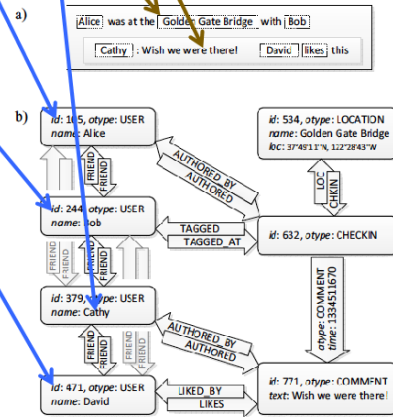 a)
Alice was at the Golden Gate Bridge with Bob
Cathy : Wish we were there! David likes this
b)
id: 105, otype: USER
name: Alice
id: 534, otype: LOCATION
name: Golden Gate Bridge
loc: 37°49'11"N, 122°28'43"W
FRIEND
FRIEND
AUTHORED_BY
AUTHORED
LOC
CHKIN
id: 244, otype: USER
name: Bob
TAGGED
TAGGED_AT
id: 632, otype: CHECKIN
FRIEND
FRIEND
FRIEND
FRIEND
FRIEND
FRIEND
otype: COMMENT
time: 1334511670
id: 379, otype: USER
name: Cathy
AUTHORED_BY
AUTHORED
FRIEND
FRIEND
FRIEND
FRIEND
id: 471, otype: USER
name: David
LIKED_BY
LIKES
id: 771, otype: COMMENT
text: Wish we were there!